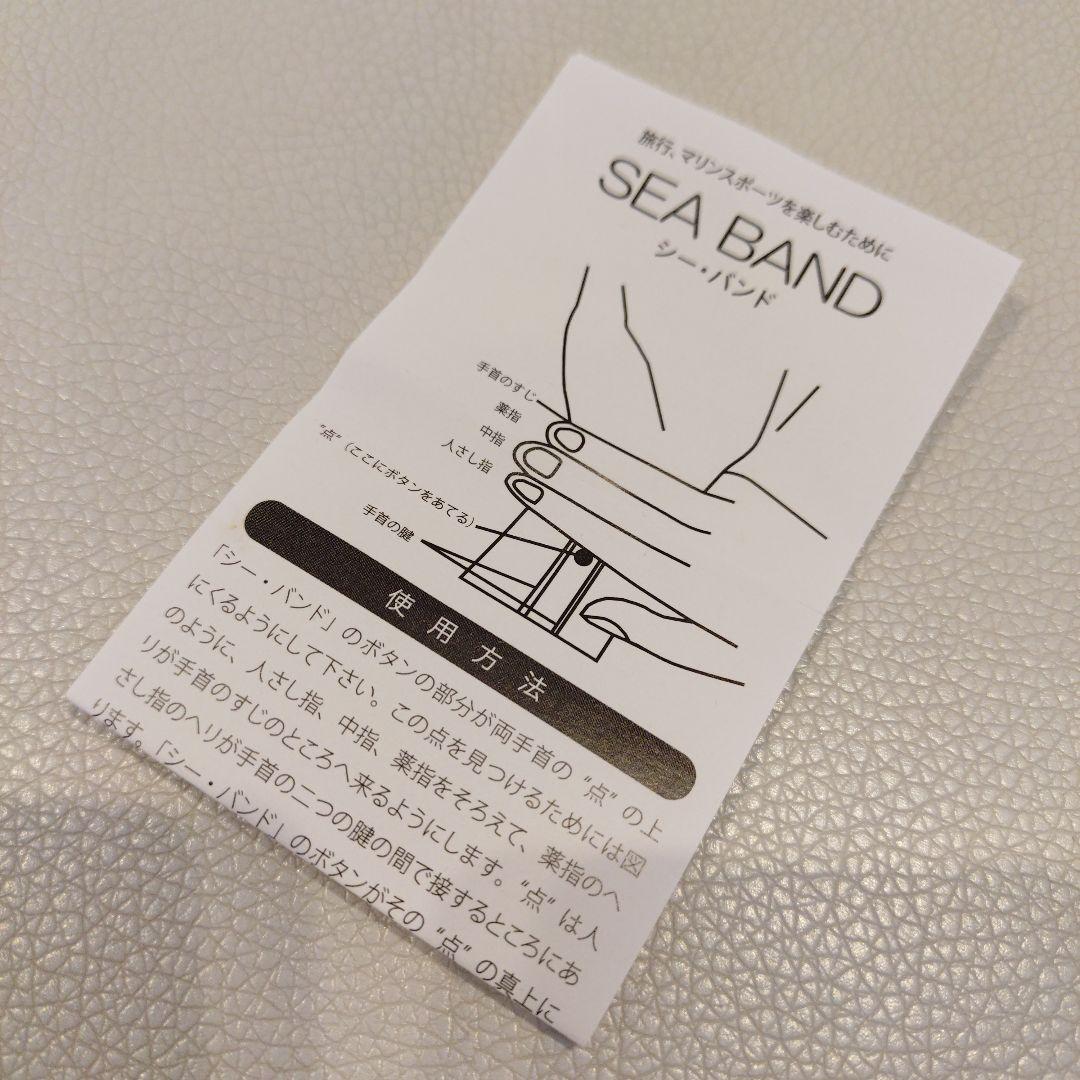 旅行、マリンスポーツを楽しむために
SEA BAND
シー・バンド
手首のすじ
薬指
中指
人さし指
“点”（ここにボタンをあてる）
手首の腱
使用方法
「シー・バンド」のボタンの部分が両手首の“点”の上
にくるようにして下さい。この点を見つけるためには図
のように、人さし指、中指、薬指をそろえて、薬指のヘ
リが手首のすじのところへ来るようにします。“点”は人
さし指のヘリが手首の二つの腱の間で接するところにあ
ります。「シー・バンド」のボタンがその“点”の真上に